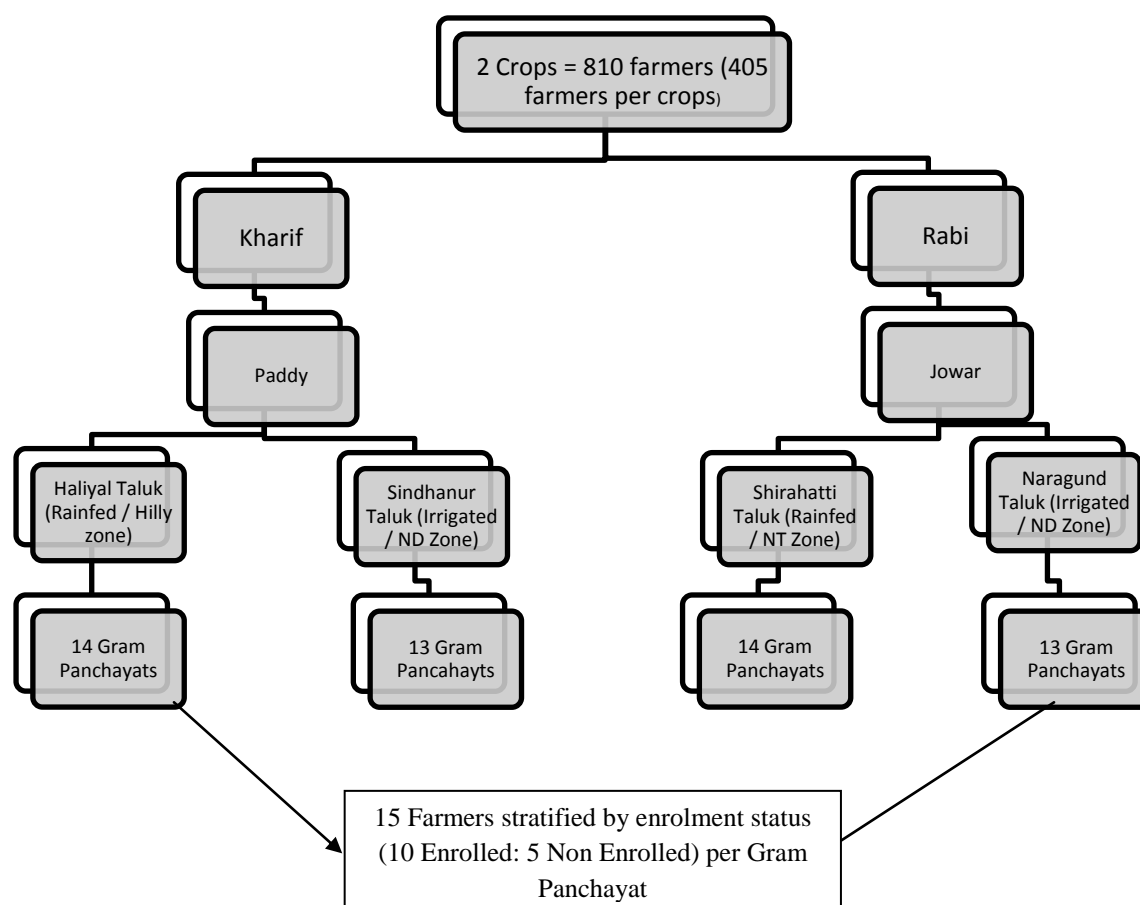 2 Crops = 810 farmers (405
farmers per crops)
Kharif
Rabi
Paddy
Jowar
Haliyal Taluk
(Rainfed / Hilly
zone)
Sindhanur
Taluk (Irrigated
/ ND Zone)
Shirahatti
Taluk (Rainfed
/ NT Zone)
Naragund
Taluk (Irrigated
/ ND Zone)
14 Gram
Panchayats
13 Gram
Pancahayts
14 Gram
Panchayats
13 Gram
Panchayats
15 Farmers stratified by enrolment status
(10 Enrolled: 5 Non Enrolled) per Gram
Panchayat